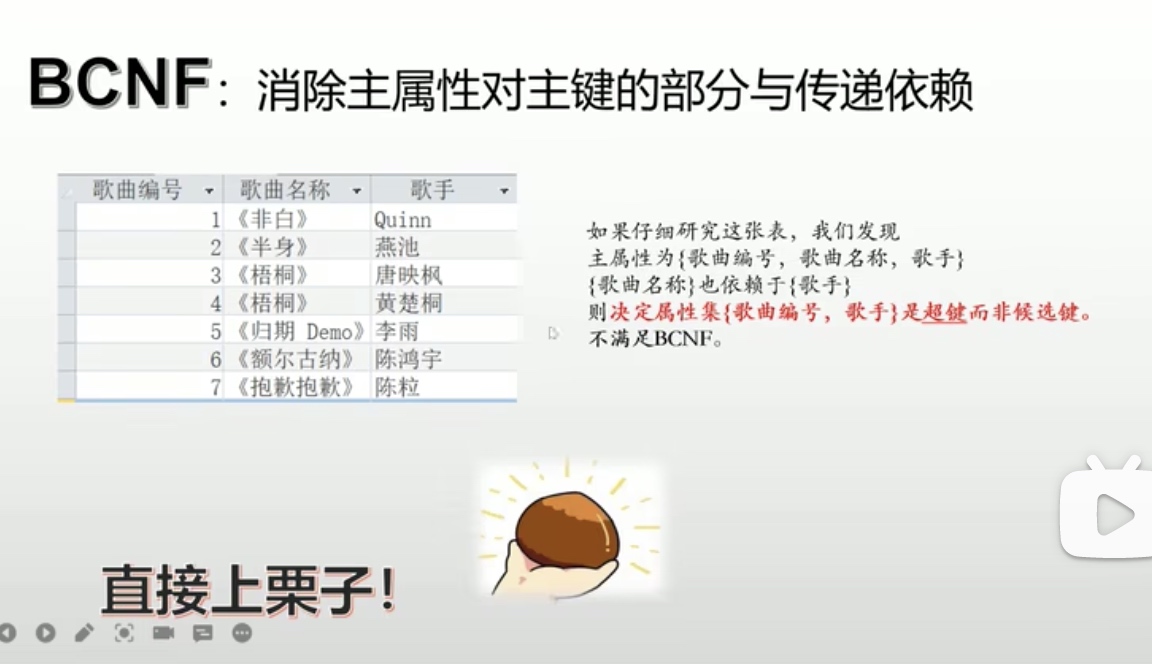 BCNF：消除主属性对主键的部分与传递依赖
歌曲编号 歌曲名称 歌手
1 《非白》 Quinn
2 《半身》 燕池
3 《梧桐》 唐映枫
4 《梧桐》 黄楚桐
5 《归期 Demo》 李雨
6 《额尔古纳》 陈鸿宇
7 《抱歉抱歉》 陈粒
如果仔细研究这张表，我们发现
主属性为{歌曲编号，歌曲名称，歌手}
{歌曲名称}也依赖于{歌手}
则决定属性集{歌曲编号，歌手}是超键而非候选键。
不满足BCNF。
直接上栗子！